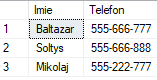 Imie Telefon
1 Baltazar 555-666-777
2 Soltys 555-666-888
3 Mikolaj 555-222-777